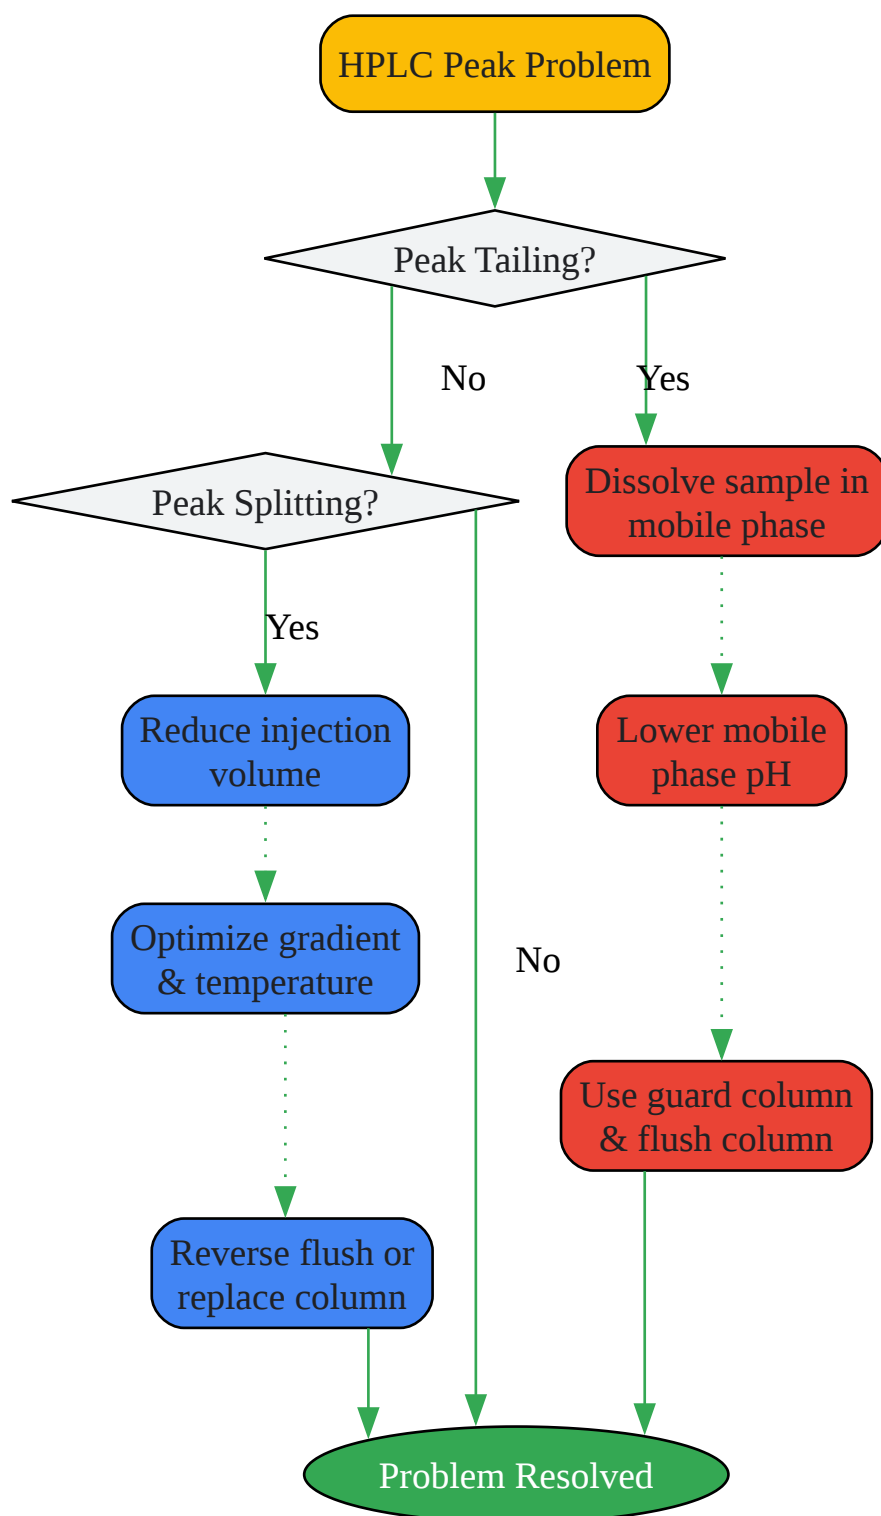 HPLC Peak Problem
Peak Tailing?
No
Yes
Peak Splitting?
Dissolve sample in
mobile phase
Yes
Reduce injection
volume
Lower mobile
phase pH
Optimize gradient
& temperature
No
Use guard column
& flush column
Reverse flush or
replace column
Problem Resolved